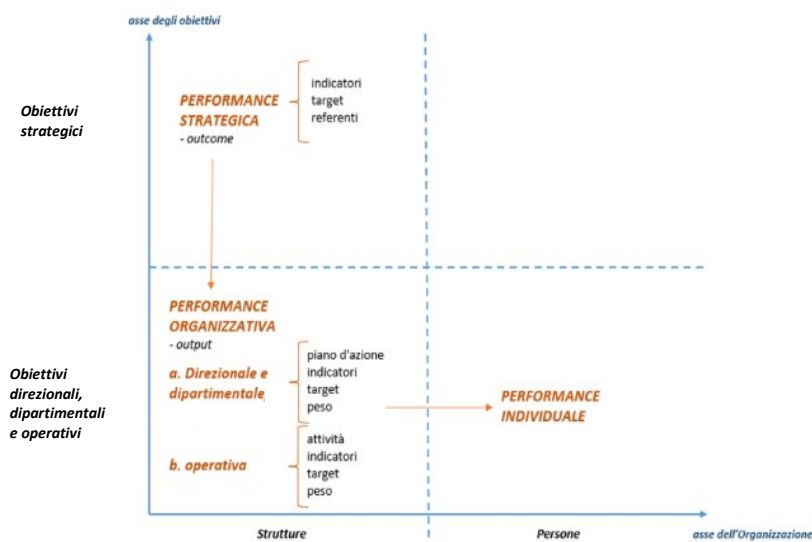 asse degli obiettivi
Obiettivi
strategici
PERFORMANCE
STRATEGICA
- outcome
indicatori
target
referenti
PERFORMANCE
ORGANIZZATIVA
- output
Obiettivi
direzionali,
dipartimentali
e operativi
a. Direzionale e
dipartimentale
piano d'azione
indicatori
target
peso
PERFORMANCE
INDIVIDUALE
b. operativa
attività
indicatori
target
peso
Strutture
Persone
asse dell'Organizzazione